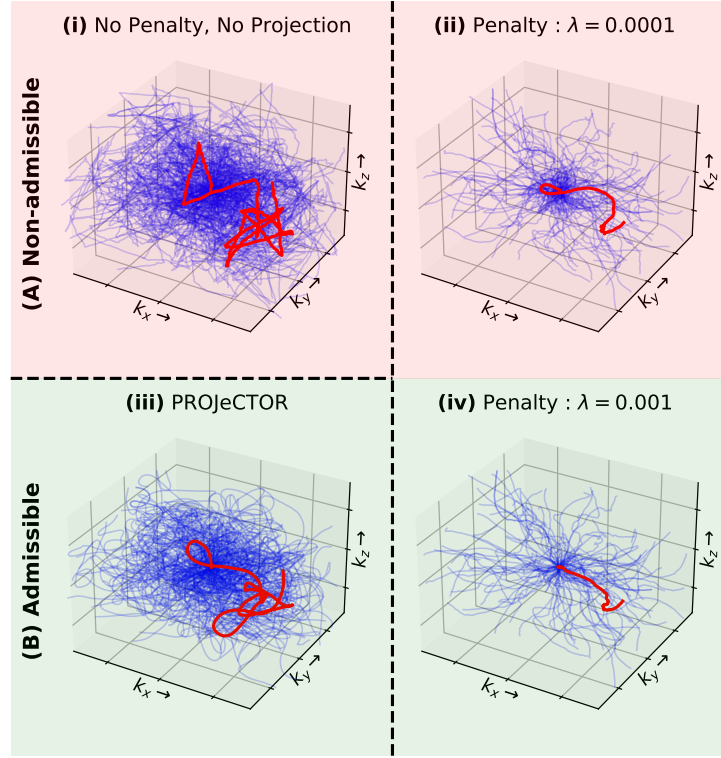 (i) No Penalty, No Projection
(ii) Penalty : λ = 0.0001
(A) Non-admissible
k_z →
k_y →
k_x →
k_z →
k_y →
k_x →
(iii) PROJeCTOR
(iv) Penalty : λ = 0.001
(B) Admissible
k_z →
k_y →
k_x →
k_z →
k_y →
k_x →